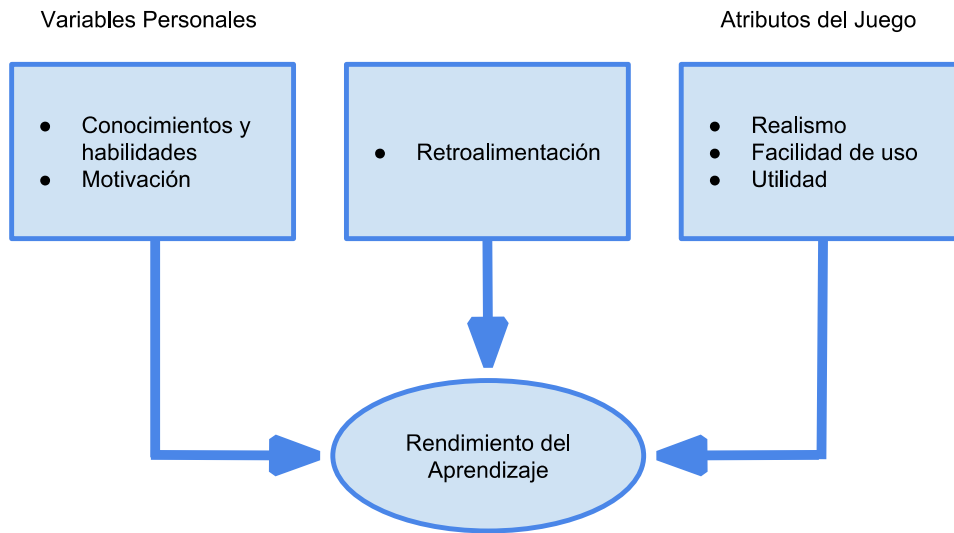 Variables Personales
Atributos del Juego
● Conocimientos y
habilidades
● Motivación
● Retroalimentación
● Realismo
● Facilidad de uso
● Utilidad
Rendimiento del
Aprendizaje